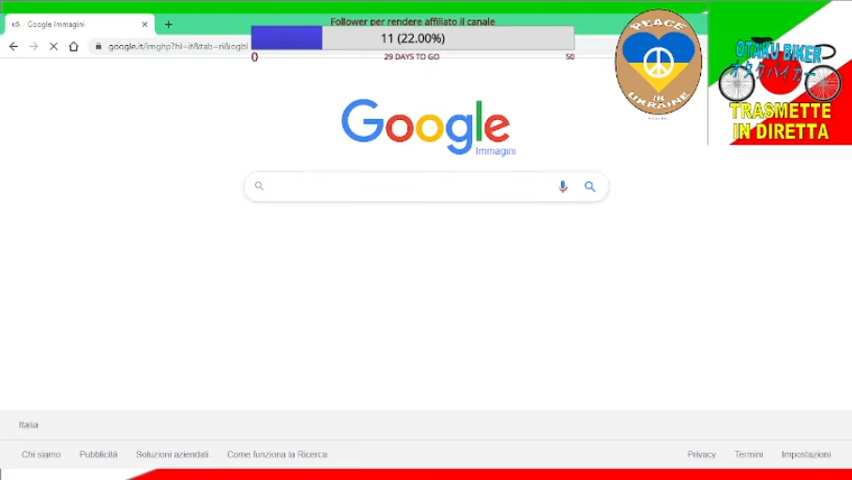 Google Immagini
Follower per rendere affiliato il canale
google.it/imghp?hl=it&tab=ri&ogbl
11 (22.00%)
0
29 DAYS TO GO
50
PEACE
IN
UKRAINE
OTAKU BIKER
オタクバイカー
TRASMETTE
IN DIRETTA
Google
Immagini
Italia
Chi siamo Pubblicità Soluzioni aziendali Come funziona la Ricerca
Privacy Termini Impostazioni